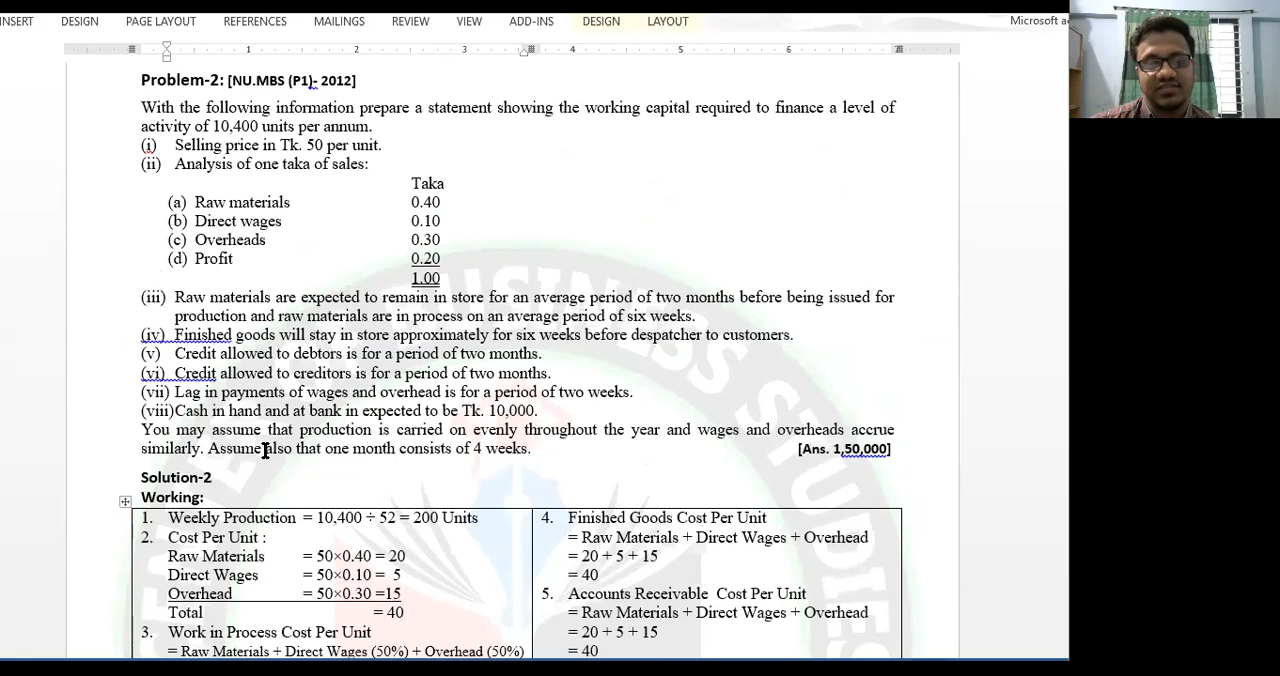 INSERT DESIGN PAGE LAYOUT REFERENCES MAILINGS REVIEW VIEW ADD-INS DESIGN LAYOUT Microsoft
1 2 3 4 5 6
Problem-2: [NU.MBS (P1)- 2012]
With the following information prepare a statement showing the working capital required to finance a level of
activity of 10,400 units per annum.
(i) Selling price in Tk. 50 per unit.
(ii) Analysis of one taka of sales:
Taka
(a) Raw materials 0.40
(b) Direct wages 0.10
(c) Overheads 0.30
(d) Profit 0.20
1.00
(iii) Raw materials are expected to remain in store for an average period of two months before being issued for
production and raw materials are in process on an average period of six weeks.
(iv) Finished goods will stay in store approximately for six weeks before despatcher to customers.
(v) Credit allowed to debtors is for a period of two months.
(vi) Credit allowed to creditors is for a period of two months.
(vii) Lag in payments of wages and overhead is for a period of two weeks.
(viii)Cash in hand and at bank in expected to be Tk. 10,000.
You may assume that production is carried on evenly throughout the year and wages and overheads accrue
similarly. Assume also that one month consists of 4 weeks. [Ans. 1,50,000]
Solution-2
Working:
1. Weekly Production = 10,400 ÷ 52 = 200 Units
2. Cost Per Unit :
Raw Materials = 50×0.40 = 20
Direct Wages = 50×0.10 = 5
Overhead = 50×0.30 =15
Total = 40
3. Work in Process Cost Per Unit
= Raw Materials + Direct Wages (50%) + Overhead (50%)
4. Finished Goods Cost Per Unit
= Raw Materials + Direct Wages + Overhead
= 20 + 5 + 15
= 40
5. Accounts Receivable Cost Per Unit
= Raw Materials + Direct Wages + Overhead
= 20 + 5 + 15
= 40